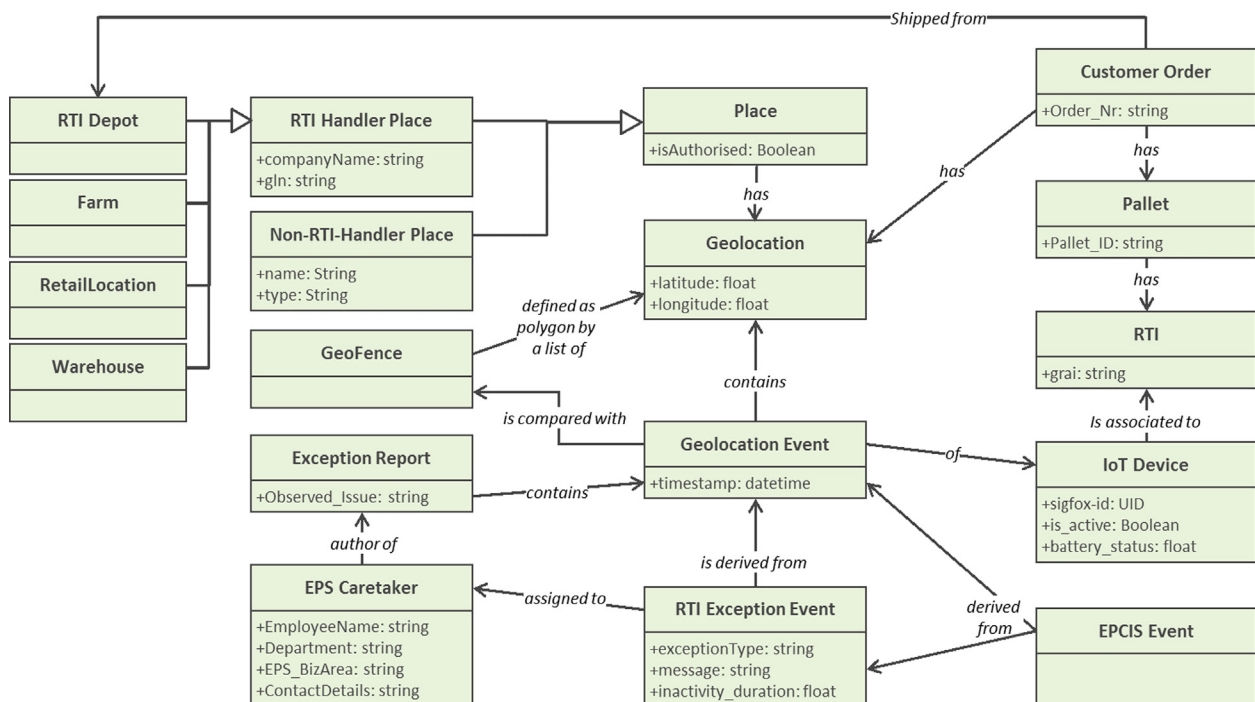 Shipped from
Customer Order
+Order_Nr: string
RTI Depot
Farm
RetailLocation
Warehouse
RTI Handler Place
+companyName: string
+gln: string
Non-RTI-Handler Place
+name: String
+type: String
Place
+isAuthorised: Boolean
has
Geolocation
+latitude: float
+longitude: float
has
has
Pallet
+Pallet_ID: string
has
RTI
+grai: string
defined as
polygon by
a list of
GeoFence
contains
is compared with
Geolocation Event
+timestamp: datetime
of
Is associated to
IoT Device
+sigfox-id: UID
+is_active: Boolean
+battery_status: float
Exception Report
+Observed_Issue: string
contains
author of
EPS Caretaker
+EmployeeName: string
+Department: string
+EPS_BizArea: string
+ContactDetails: string
assigned to
is derived from
RTI Exception Event
+exceptionType: string
+message: string
+inactivity_duration: float
derived
from
EPCIS Event